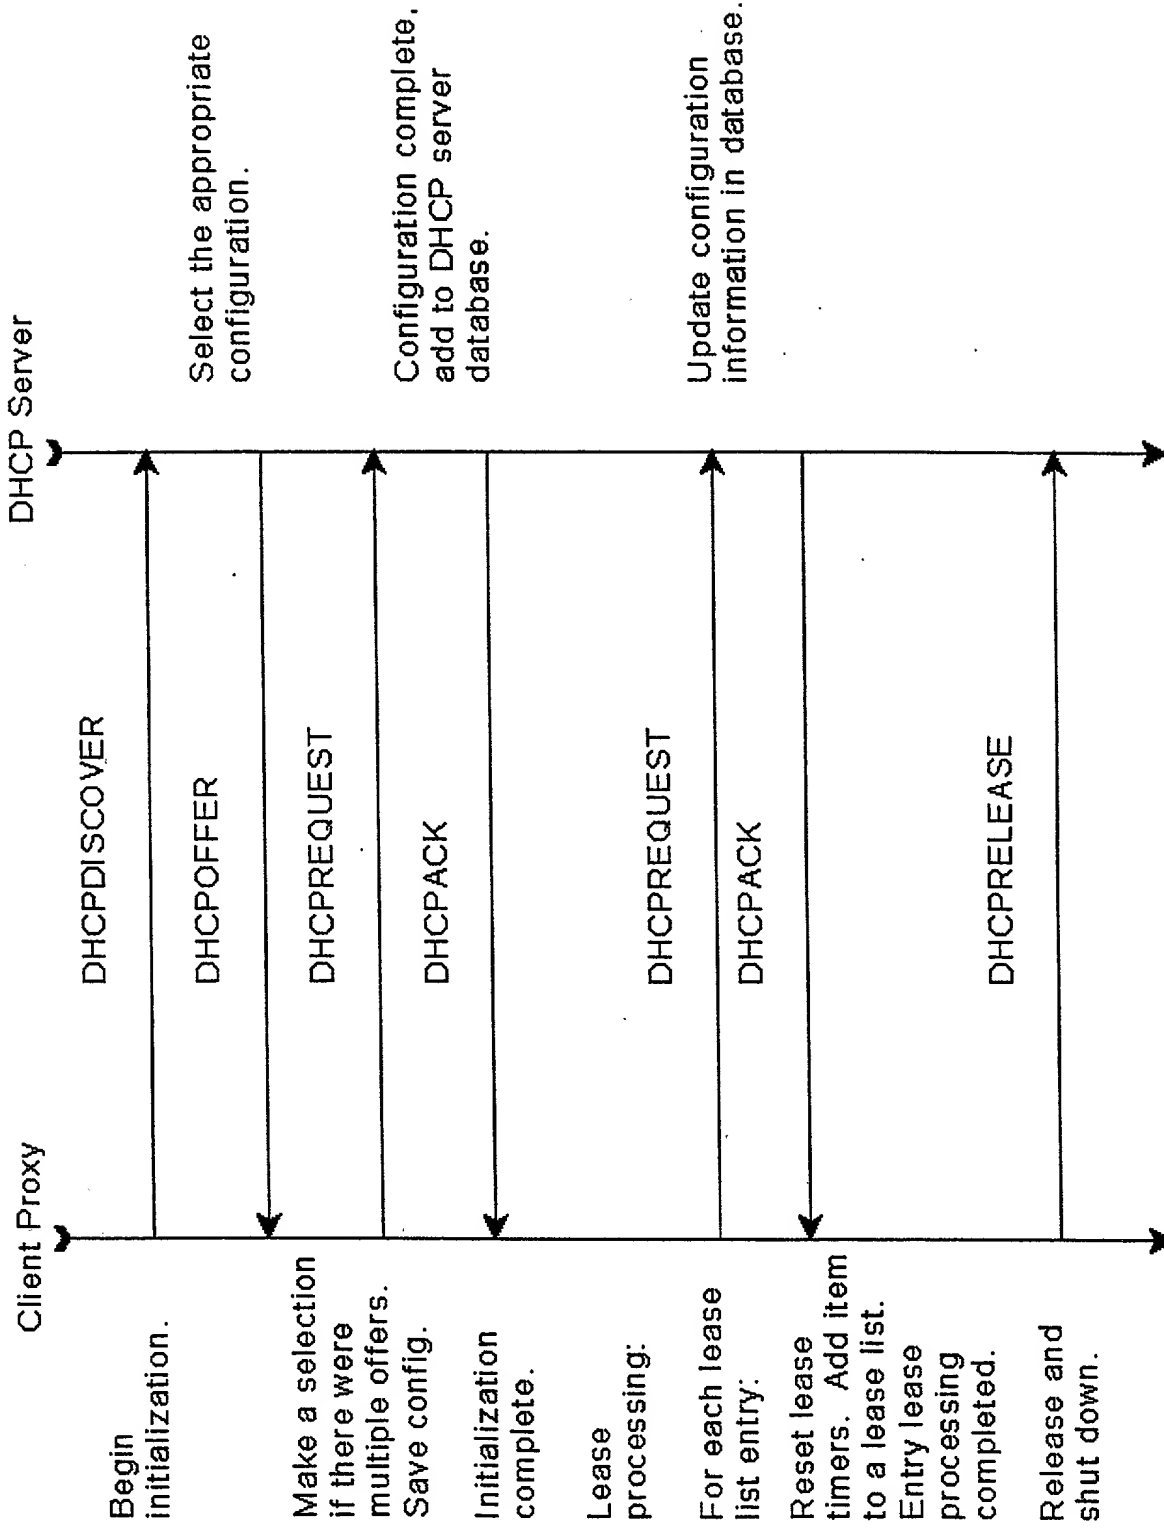 Client Proxy
DHCP Server
Begin
initialization.
DHCPDISCOVER
DHCPOFFER
Select the appropriate
configuration.
Make a selection
if there were
multiple offers.
Save config.
DHCPREQUEST
DHCPACK
Configuration complete,
add to DHCP server
database.
Initialization
complete.
Lease
processing:
For each lease
list entry:
DHCPREQUEST
DHCPACK
Update configuration
information in database.
Reset lease
timers. Add item
to a lease list.
Entry lease
processing
completed.
DHCPRELEASE
Release and
shut down.